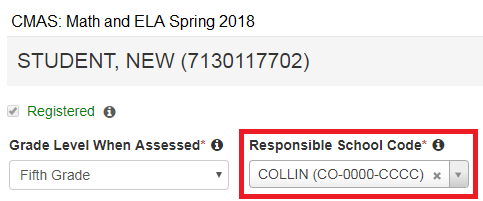 CMAS: Math and ELA Spring 2018
STUDENT, NEW (7130117702)
Registered
Grade Level When Assessed* Responsible School Code*
Fifth Grade COLLIN (CO-0000-CCCC)